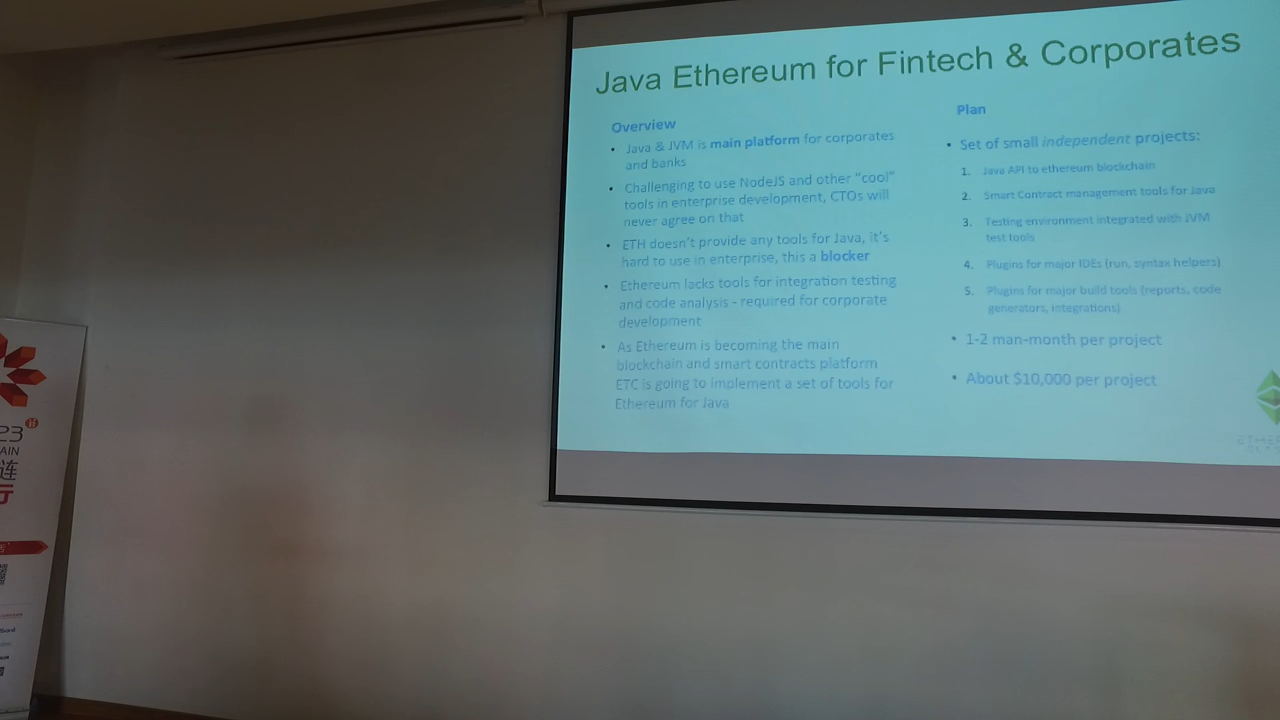 Java Ethereum for Fintech & Corporates
Overview
• Java & JVM is main platform for corporates
and banks
• Challenging to use NodeJS and other “cool”
tools in enterprise development, CTOs will
never agree on that
• ETH doesn’t provide any tools for Java, it’s
hard to use in enterprise, this a blocker
• Ethereum lacks tools for integration testing
and code analysis - required for corporate
development
• As Ethereum is becoming the main
blockchain and smart contracts platform
ETC is going to implement a set of tools for
Ethereum for Java
Plan
• Set of small independent projects:
1. Java API to ethereum blockchain
2. Smart Contract management tools for Java
3. Testing environment integrated with JVM
test tools
4. Plugins for major IDEs (run, syntax helpers)
5. Plugins for major build tools (reports, code
generators, integrations)
• 1-2 man-month per project
• About $10,000 per project
23
AIN
链
行